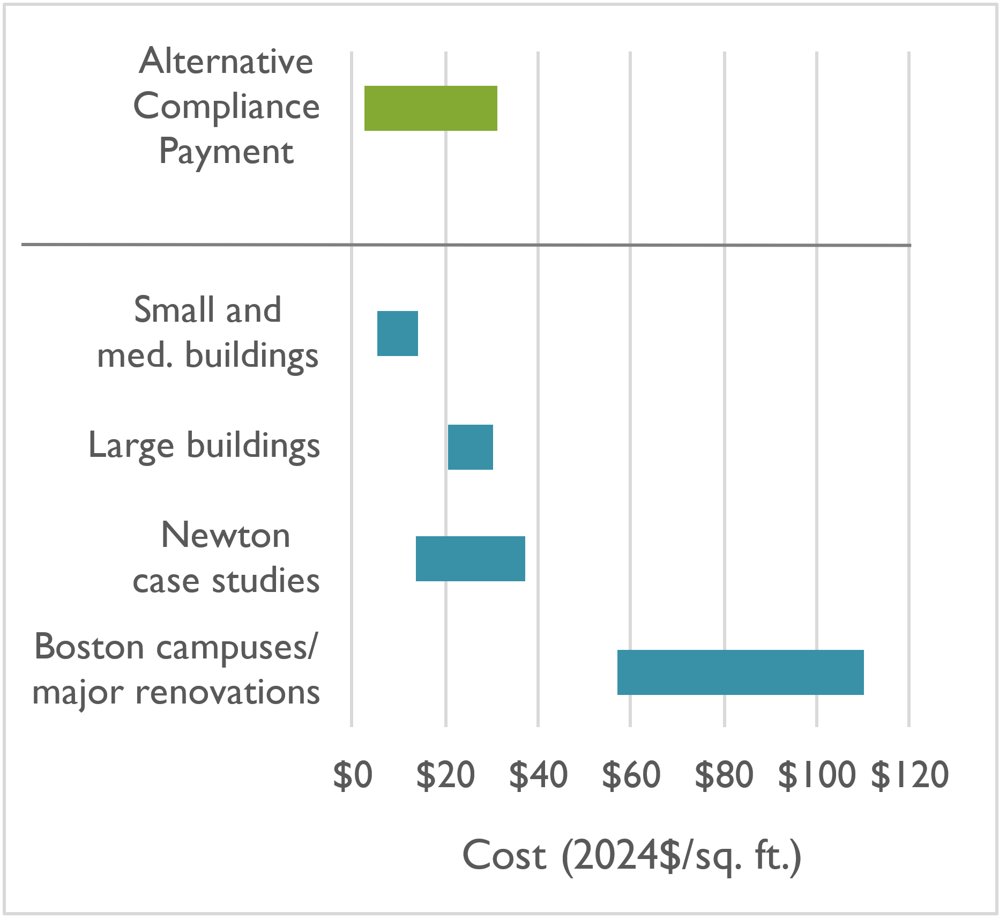 Alternative
Compliance
Payment
Small and
med. buildings
Large buildings
Newton
case studies
Boston campuses/
major renovations
$0 $20 $40 $60 $80 $100 $120
Cost (2024$/sq. ft.)